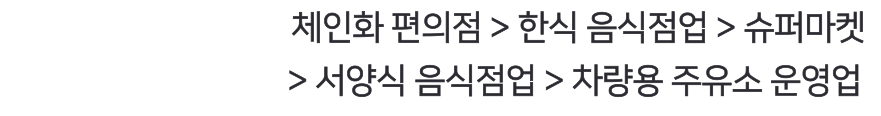 체인화 편의점 > 한식 음식점업 > 슈퍼마켓
> 서양식 음식점업 > 차량용 주유소 운영업